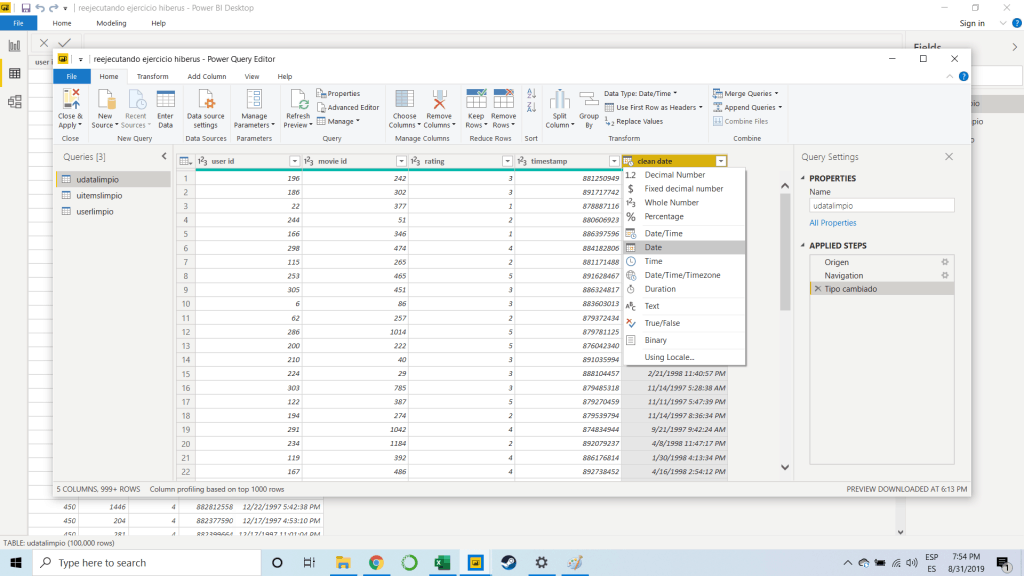 reejecutando ejercicio hiberus - Power BI Desktop
File Home Modeling Help Sign in
Fields
user i
reejecutando ejercicio hiberus - Power Query Editor
File Home Transform Add Column View Help
Close & Apply
New Source
Recent Sources
Enter Data
Data source settings
Manage Parameters
Refresh Preview
Properties
Advanced Editor
Manage
Choose Columns
Remove Columns
Keep Rows
Remove Rows
Split Column
Group By
Data Type: Date/Time
Use First Row as Headers
Replace Values
Merge Queries
Append Queries
Combine Files
Close New Query Data Sources Parameters Query Manage Columns Reduce Rows Sort Transform Combine
Queries [3]
udatalimpio
uitemslimpio
userlimpio
user id movie id rating timestamp clean date
1 196 242 3 881250949
2 186 302 3 891717742
3 22 377 1 878887116
4 244 51 2 880606923
5 166 346 1 886397596
6 298 474 4 884182806
7 115 265 2 881171488
8 253 465 5 891628467
9 305 451 3 886324817
10 6 86 3 883603013
11 62 257 2 879372434
12 286 1014 5 879781125
13 200 222 5 876042340
14 210 40 3 891035994
15 224 29 3 888104457 2/21/1998 11:40:57 PM
16 303 785 3 879485318 11/14/1997 5:28:38 AM
17 122 387 5 879270459 11/11/1997 5:47:39 PM
18 194 274 2 879539794 11/14/1997 8:36:34 PM
19 291 1042 4 874834944 9/21/1997 9:42:24 AM
20 234 1184 2 892079237 4/8/1998 11:47:17 PM
21 119 392 4 886176814 1/30/1998 4:13:34 PM
22 167 486 4 892738452 4/16/1998 2:54:12 PM
1.2 Decimal Number
$ Fixed decimal number
123 Whole Number
% Percentage
Date/Time
Date
Time
Date/Time/Timezone
Duration
Text
True/False
Binary
Using Locale...
Query Settings
PROPERTIES
Name
udatalimpio
All Properties
APPLIED STEPS
Origen
Navigation
Tipo cambiado
5 COLUMNS, 999+ ROWS Column profiling based on top 1000 rows PREVIEW DOWNLOADED AT 6:13 PM
450 1446 4 882812558 12/22/1997 5:42:38 PM
450 204 4 882377590 12/17/1997 4:53:10 PM
TABLE: udatalimpio (100,000 rows)
Type here to search
ESP
ES
7:54 PM
8/31/2019
1